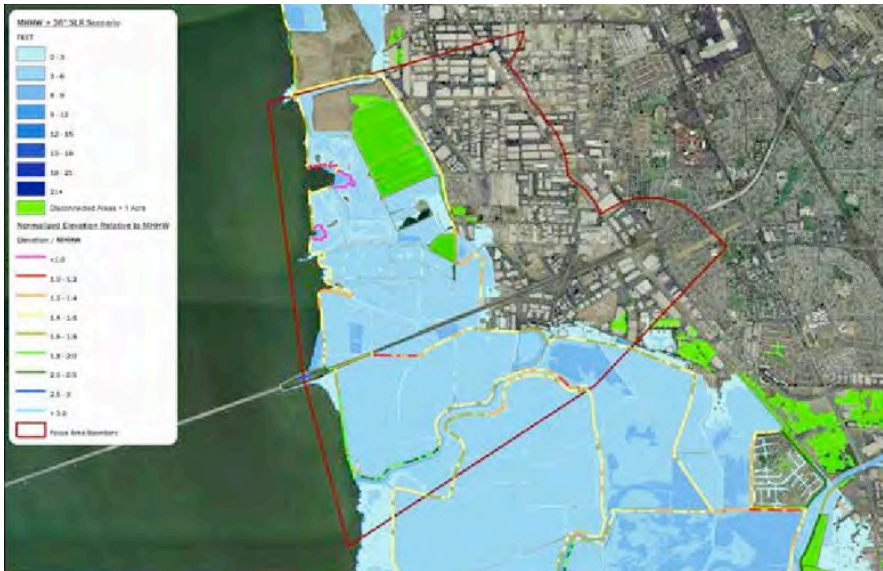 MHHW + 36" SLR Scenario
FEET
0 - 3
3 - 6
6 - 9
9 - 12
12 - 15
15 - 18
18 - 21
21+
Disconnected Areas > 1 Acre
Normalized Elevation Relative to MHHW
Elevation / MHHW
<1.0
1.0 - 1.2
1.2 - 1.4
1.4 - 1.6
1.6 - 1.8
1.8 - 2.0
2.0 - 2.5
2.5 - 3
> 3.0
Focus Area Boundary